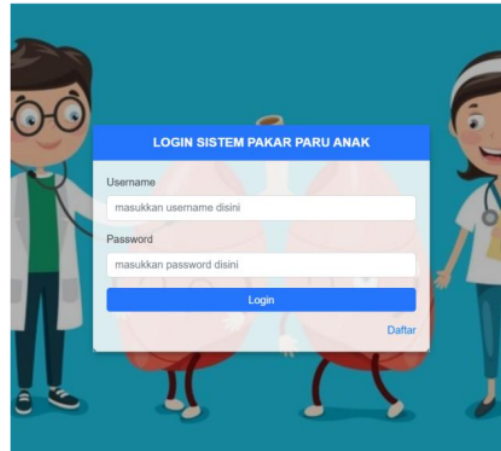 LOGIN SISTEM PAKAR PARU ANAK
Username
masukkan username disini
Password
masukkan password disini
Login
Daftar